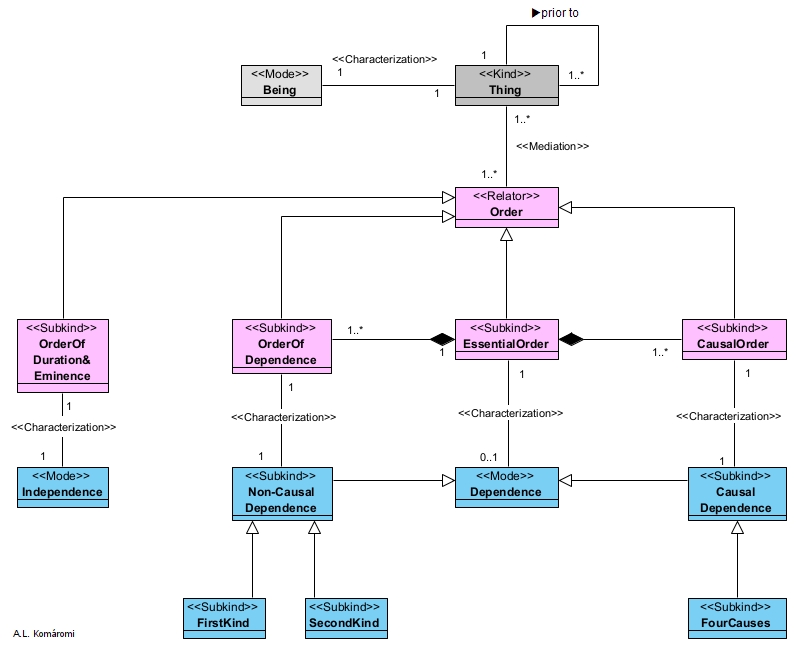 ▶prior to
<<Characterization>>
1
1
<<Mode>>
Being
<<Kind>>
Thing
1
1..*
1..*
<<Mediation>>
1..*
<<Relator>>
Order
<<Subkind>>
OrderOf
Duration&
Eminence
<<Subkind>>
OrderOf
Dependence
1..*
1
<<Subkind>>
EssentialOrder
1..*
<<Subkind>>
CausalOrder
1
<<Characterization>>
1
1
<<Characterization>>
1
1
<<Characterization>>
0..1
1
<<Characterization>>
1
<<Mode>>
Independence
<<Subkind>>
Non-Causal
Dependence
<<Mode>>
Dependence
<<Subkind>>
Causal
Dependence
<<Subkind>>
FirstKind
<<Subkind>>
SecondKind
<<Subkind>>
FourCauses
A.L. Komáromi